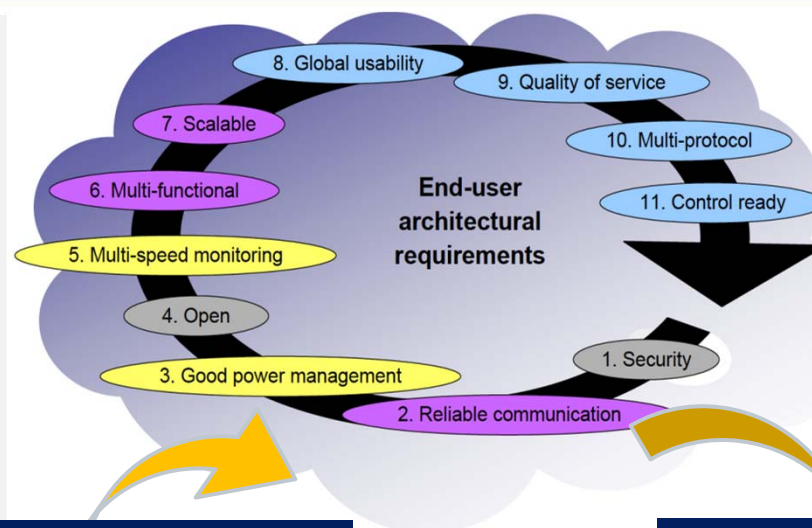 End-user
architectural
requirements
1. Security
2. Reliable communication
3. Good power management
4. Open
5. Multi-speed monitoring
6. Multi-functional
7. Scalable
8. Global usability
9. Quality of service
10. Multi-protocol
11. Control ready